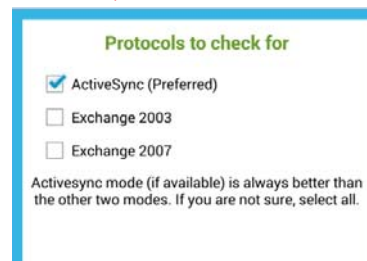 Protocols to check for
ActiveSync (Preferred)
Exchange 2003
Exchange 2007
Activesync mode (if available) is always better than
the other two modes. If you are not sure, select all.